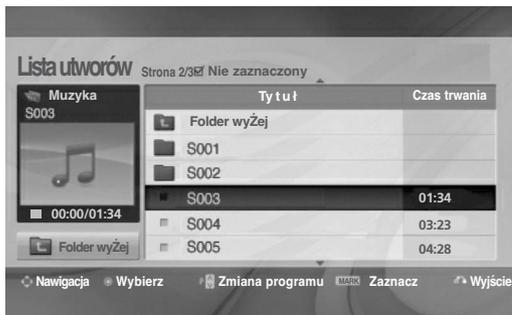 Lista utworów
Strona 2/3 Nie zaznaczony
Muzyka
S003
00:00/01:34
Folder wyŻej
Tytuł Czas trwania
Folder wyŻej
S001
S002
S003 01:34
S004 03:23
S005 04:28
Nawigacja Wybierz Zmiana programu MARK Zaznacz Wyjście